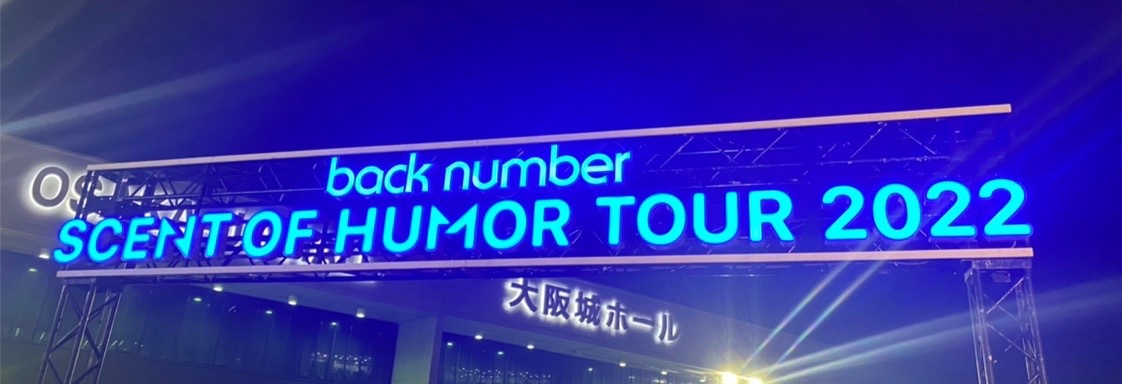 back number
SCENT OF HUMOR TOUR 2022
大阪城ホール